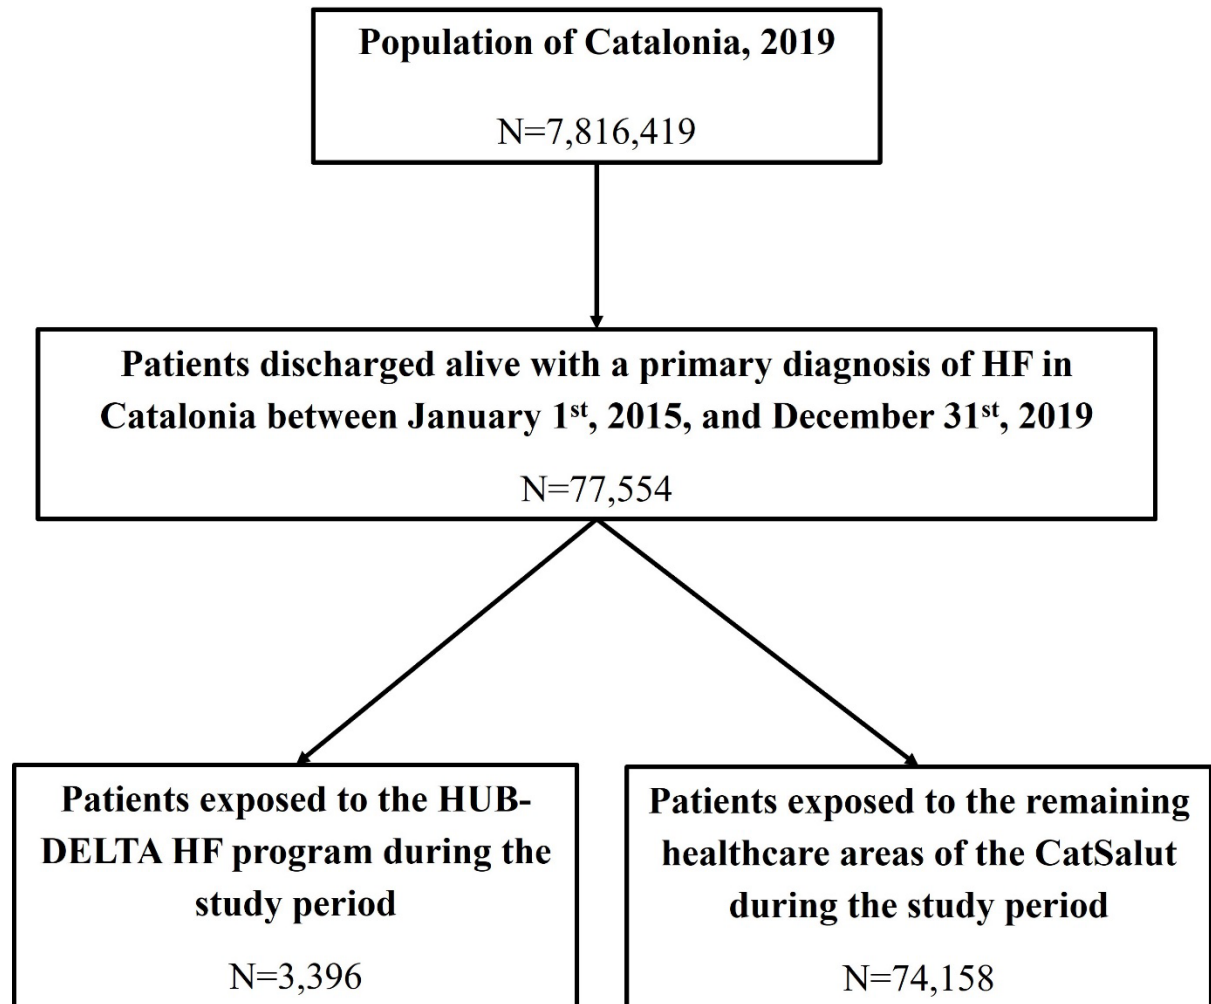 Population of Catalonia, 2019
N=7,816,419
Patients discharged alive with a primary diagnosis of HF in
Catalonia between January 1st, 2015, and December 31st, 2019
N=77,554
Patients exposed to the HUB-
DELTA HF program during the
study period
N=3,396
Patients exposed to the remaining
healthcare areas of the CatSalut
during the study period
N=74,158